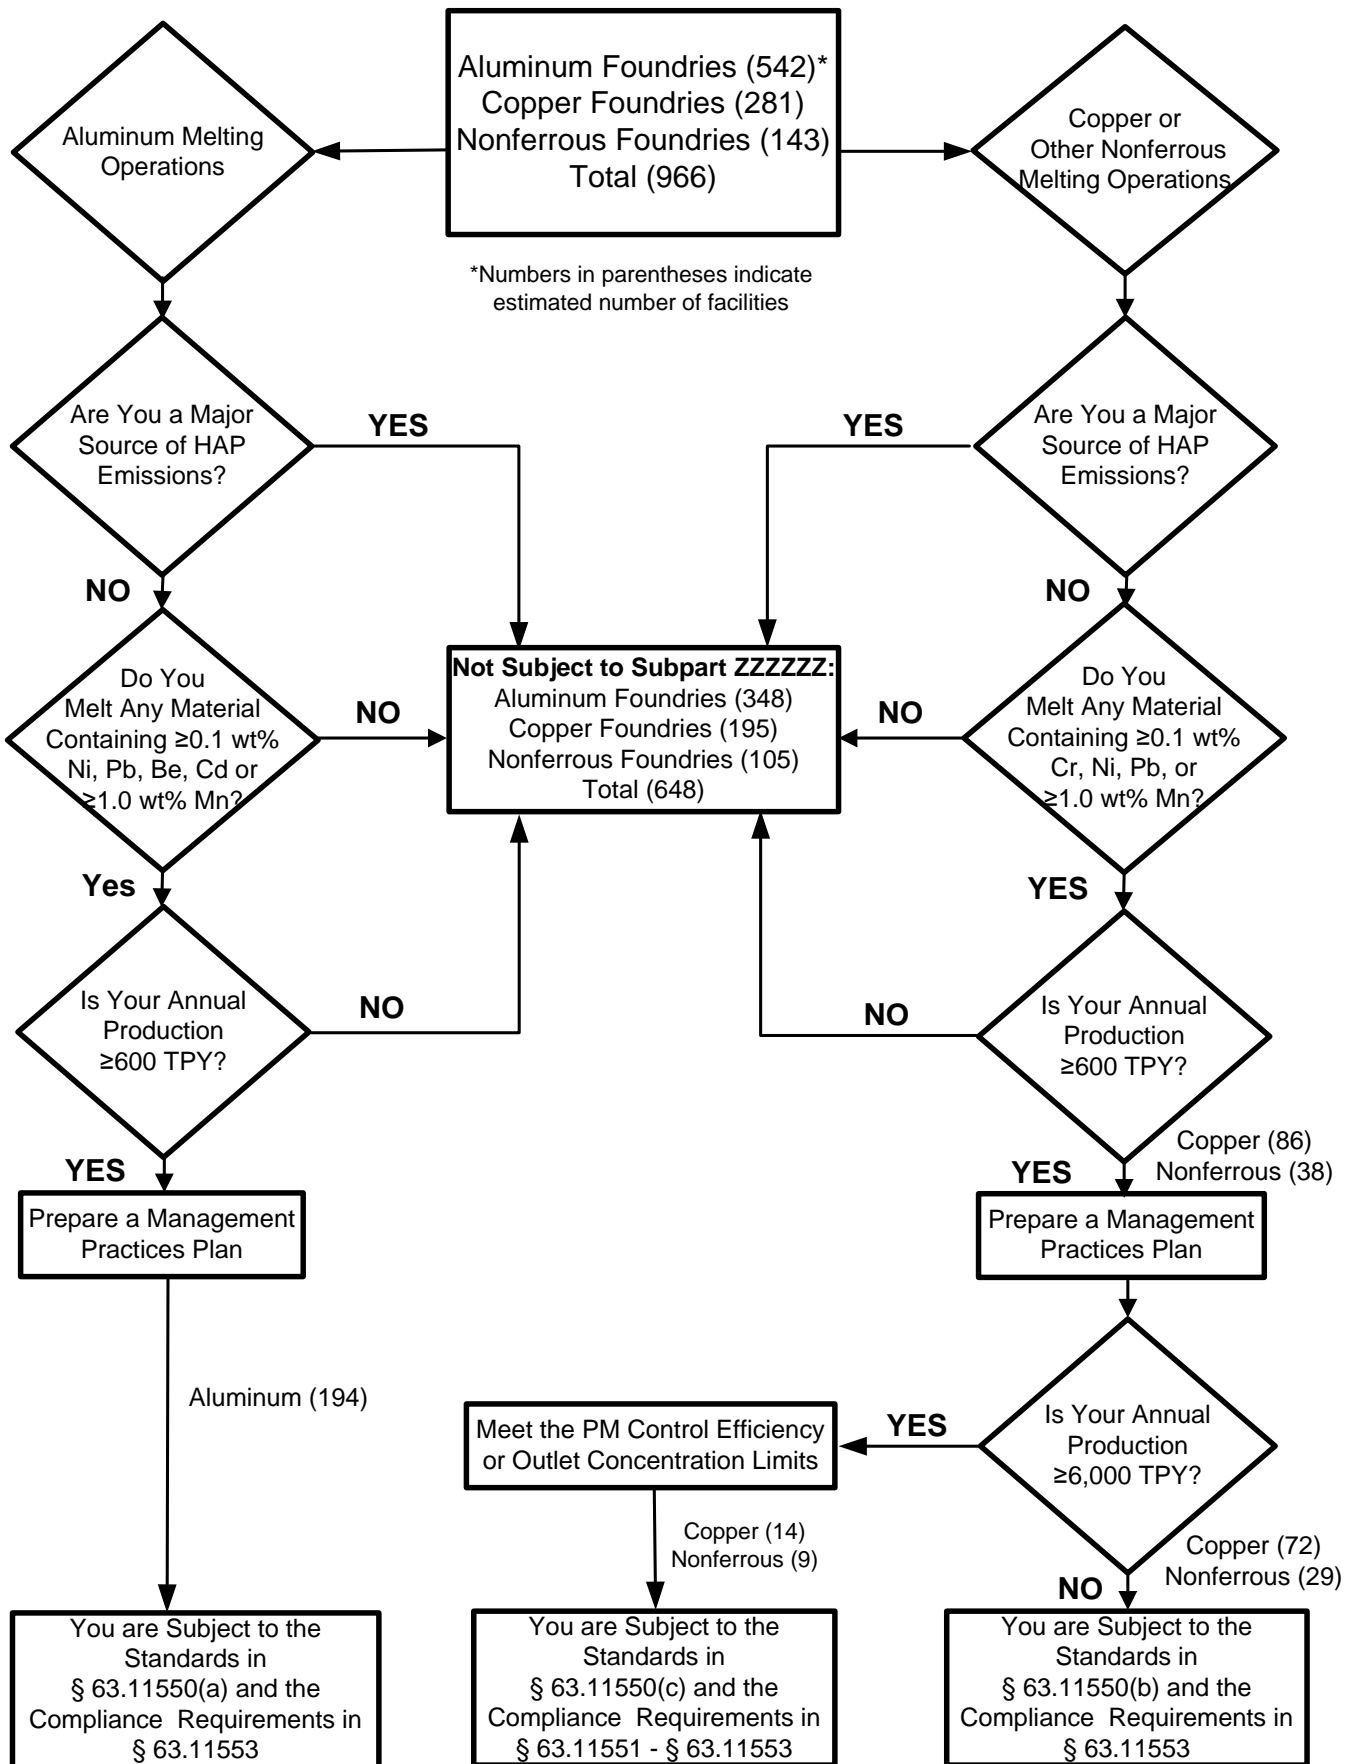 Aluminum Foundries (542)*
Copper Foundries (281)
Nonferrous Foundries (143)
Total (966)
Aluminum Melting
Operations
Copper or
Other Nonferrous
Melting Operations
*Numbers in parentheses indicate
estimated number of facilities
Are You a Major
Source of HAP
Emissions?
YES
YES
Are You a Major
Source of HAP
Emissions?
NO
NO
Do You
Melt Any Material
Containing ≥0.1 wt%
Ni, Pb, Be, Cd or
≥1.0 wt% Mn?
NO
Not Subject to Subpart ZZZZZZ:
Aluminum Foundries (348)
Copper Foundries (195)
Nonferrous Foundries (105)
Total (648)
NO
Do You
Melt Any Material
Containing ≥0.1 wt%
Cr, Ni, Pb, or
≥1.0 wt% Mn?
Yes
YES
Is Your Annual
Production
≥600 TPY?
NO
NO
Is Your Annual
Production
≥600 TPY?
YES
YES
Copper (86)
Nonferrous (38)
Prepare a Management
Practices Plan
Prepare a Management
Practices Plan
Aluminum (194)
Meet the PM Control Efficiency
or Outlet Concentration Limits
YES
Is Your Annual
Production
≥6,000 TPY?
Copper (14)
Nonferrous (9)
Copper (72)
Nonferrous (29)
NO
You are Subject to the
Standards in
§ 63.11550(a) and the
Compliance  Requirements in
§ 63.11553
You are Subject to the
Standards in
§ 63.11550(c) and the
Compliance  Requirements in
§ 63.11551 - § 63.11553
You are Subject to the
Standards in
§ 63.11550(b) and the
Compliance  Requirements in
§ 63.11553